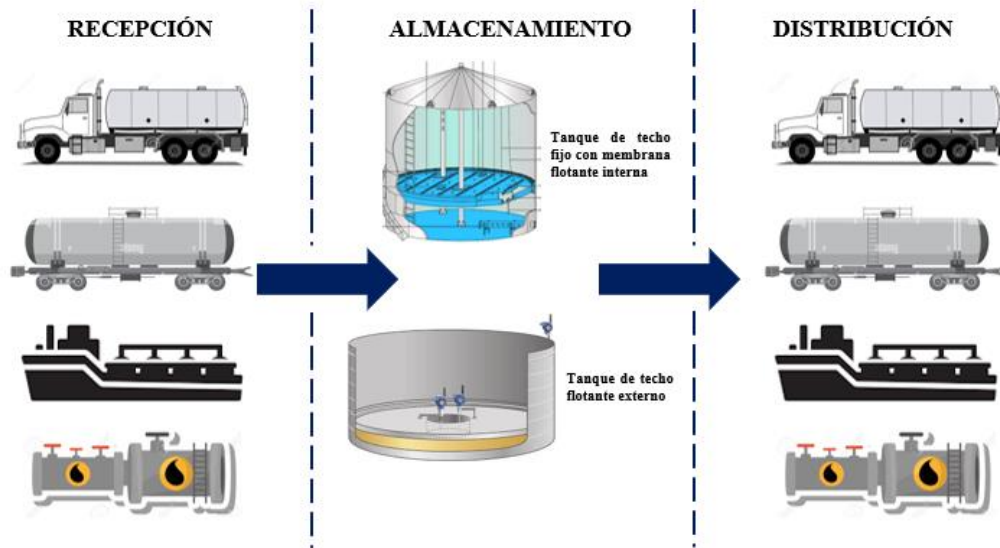 RECEPCIÓN
ALMACENAMIENTO
DISTRIBUCIÓN
Tanque de techo
fijo con membrana
flotante interna
Tanque de techo
flotante externo